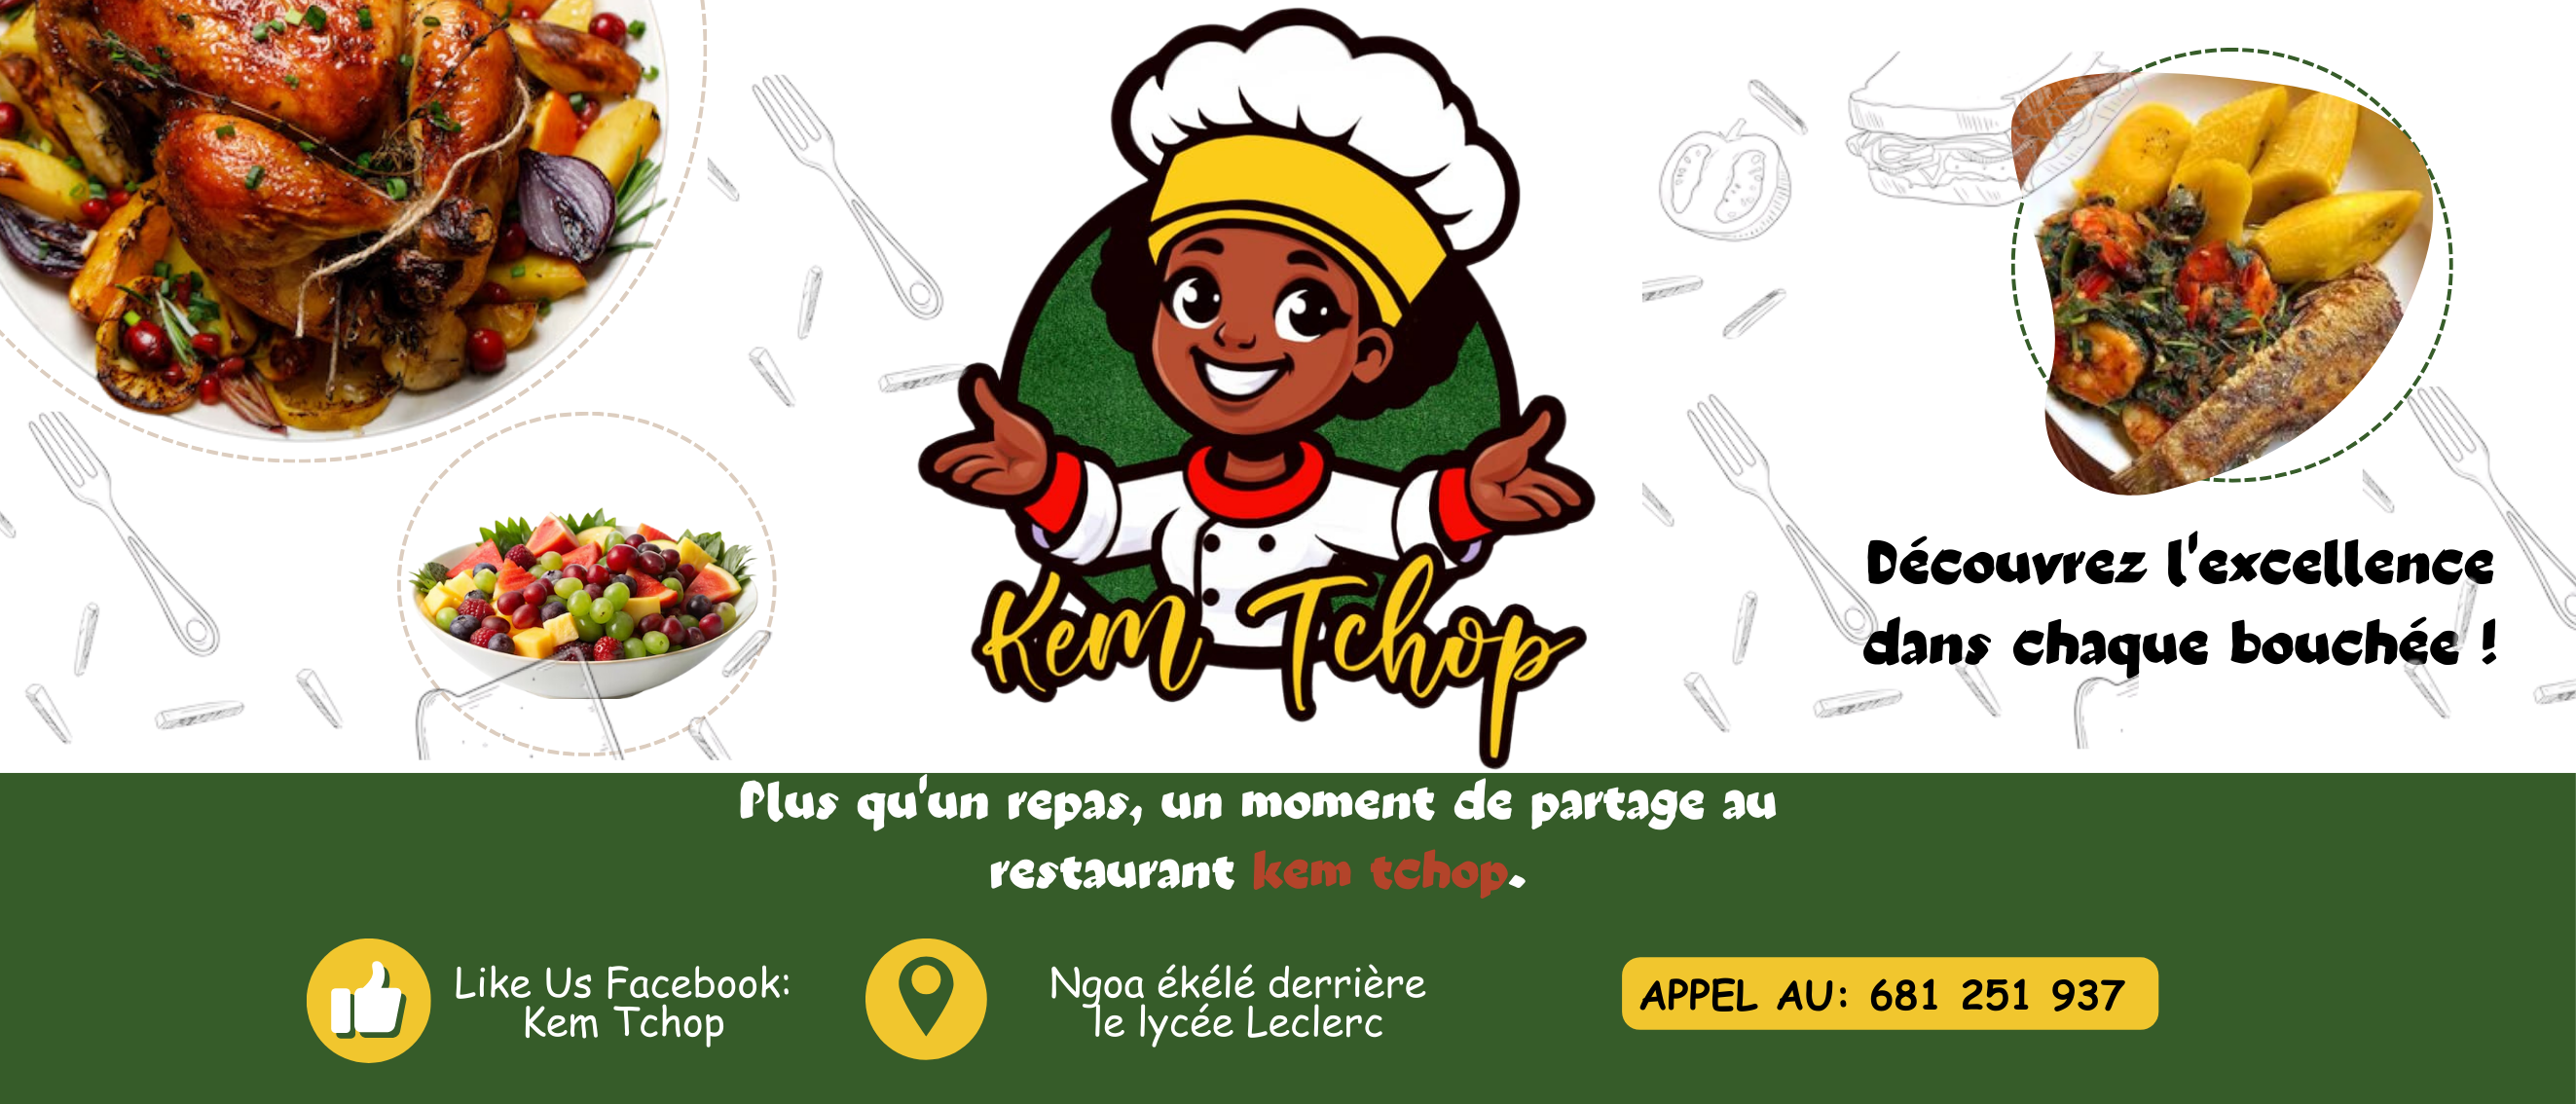 Kem Tchop
Découvrez l'excellence
dans chaque bouchée !
Plus qu'un repas, un moment de partage au
restaurant kem tchop.
Like Us Facebook:
Kem Tchop
Ngoa ékélé derrière
le lycée Leclerc
APPEL AU: 681 251 937